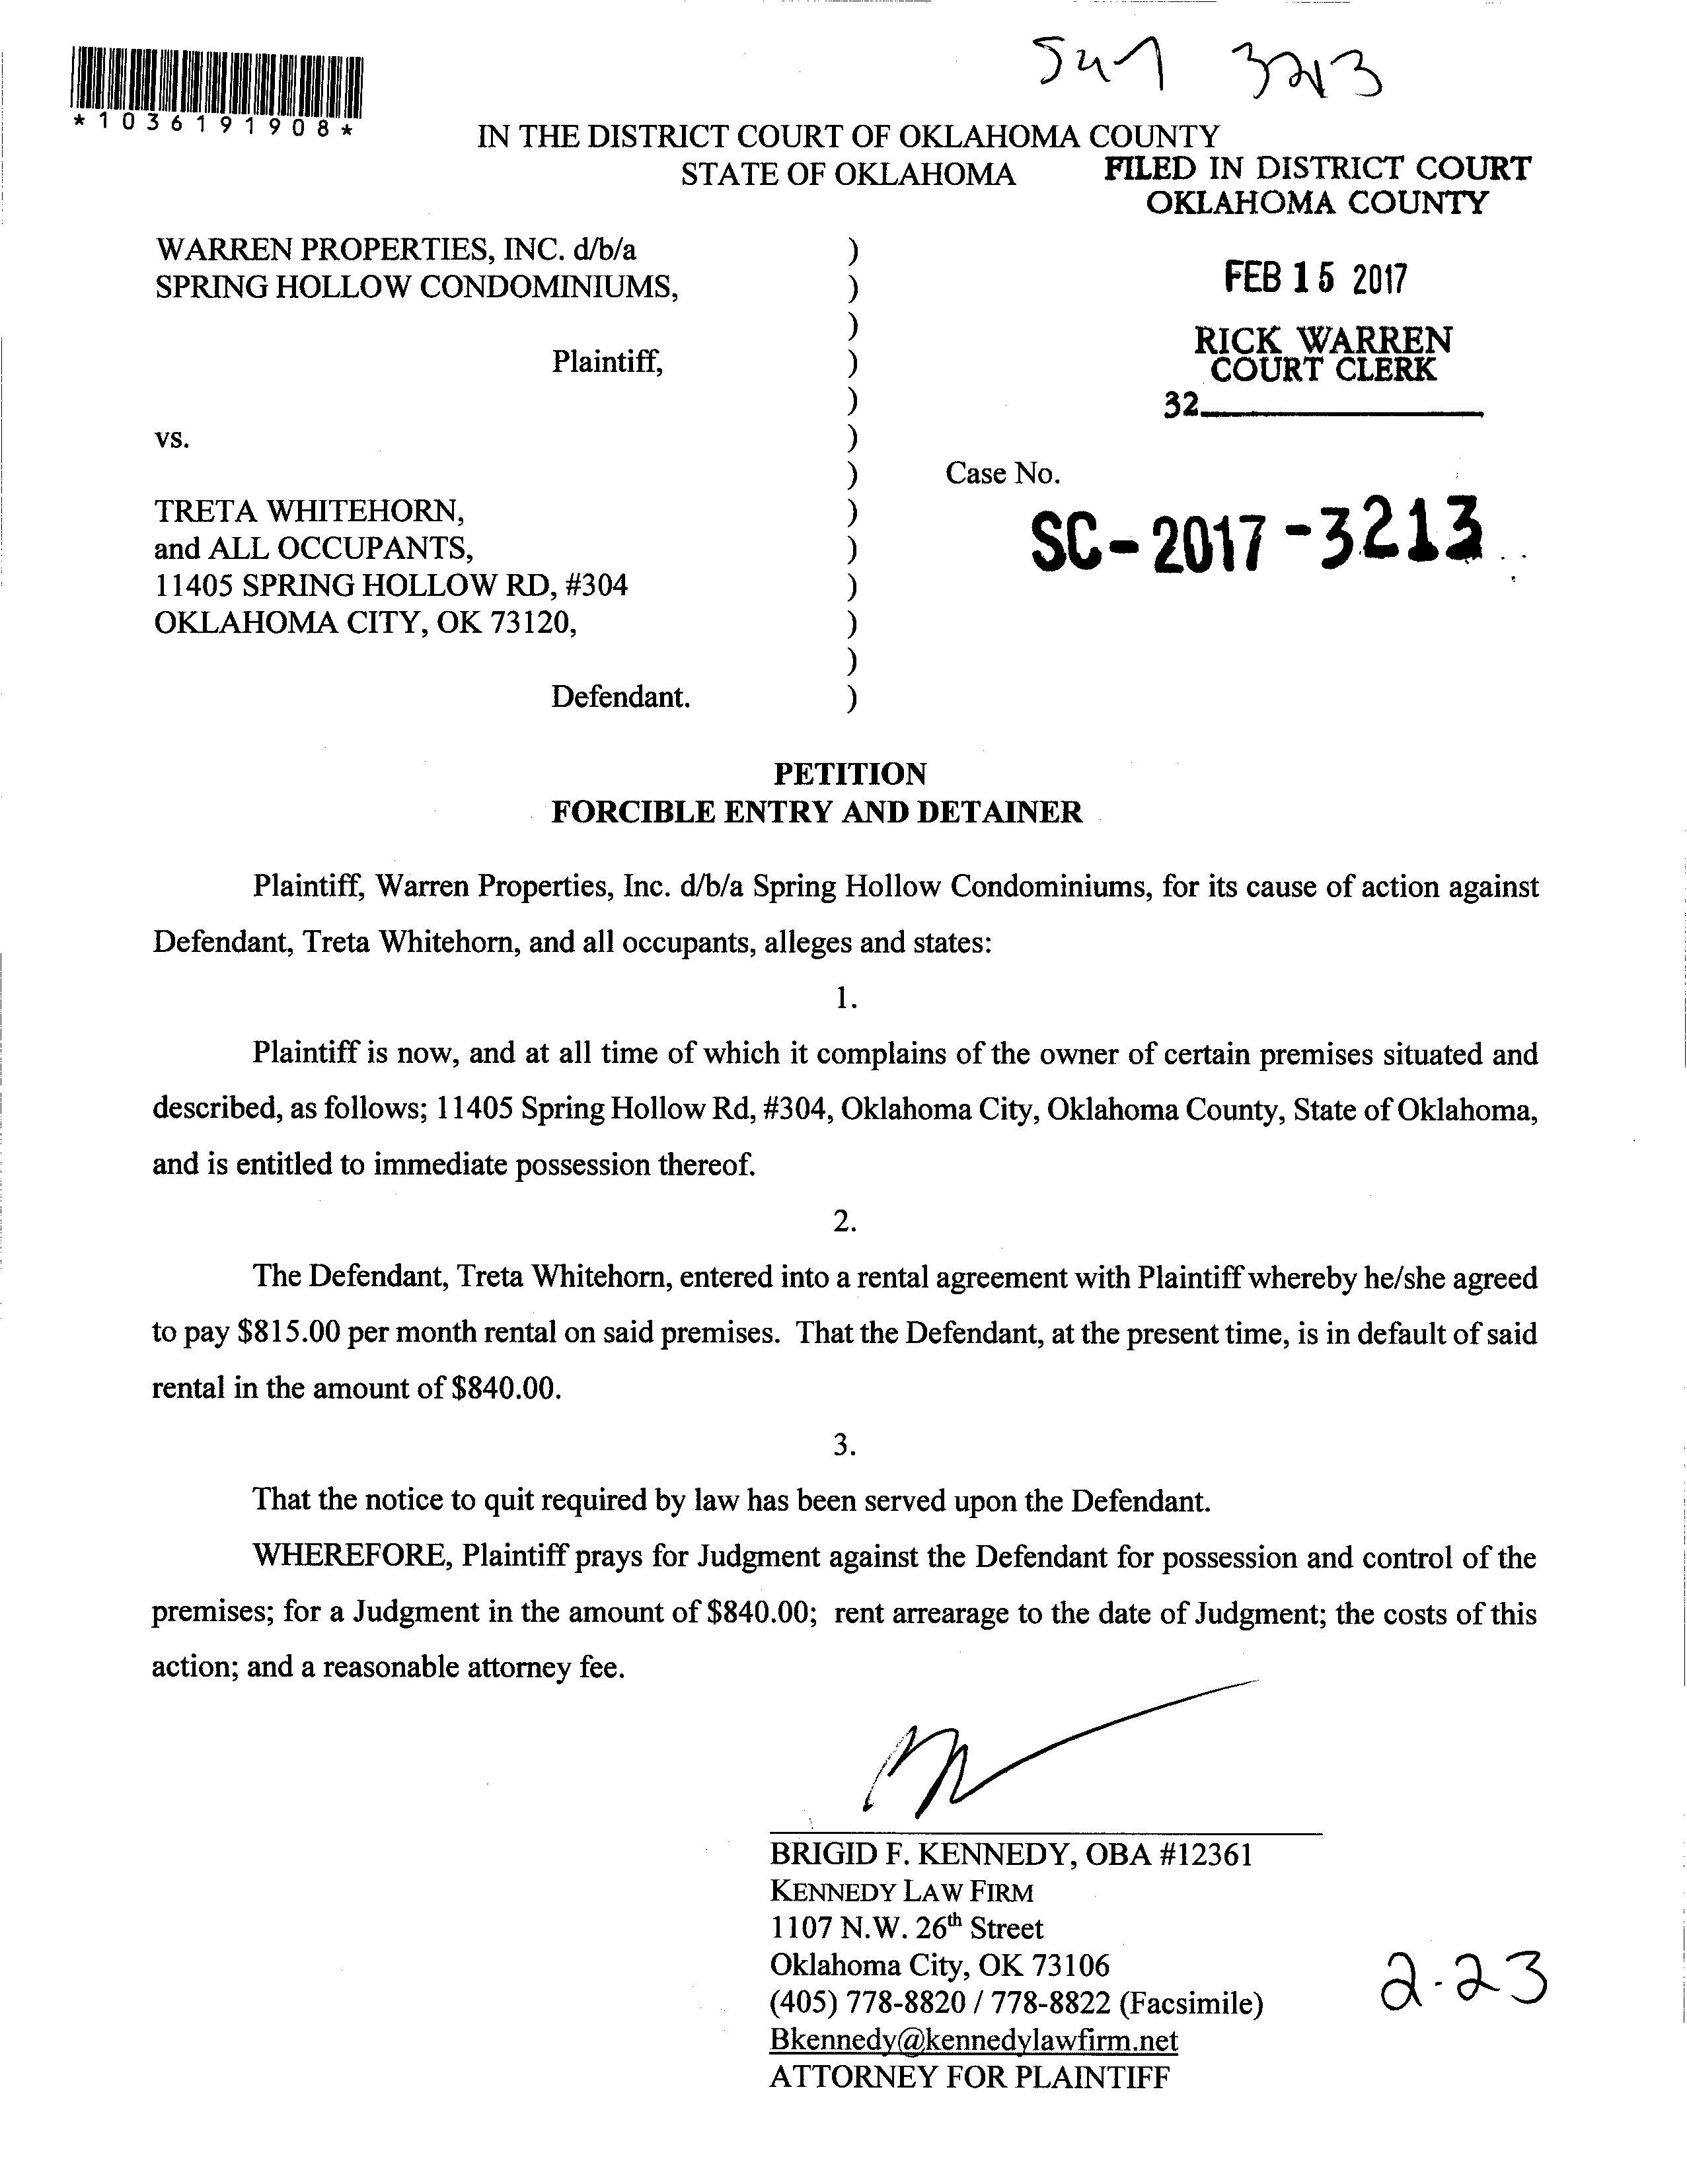 3213
*1036191908*
IN THE DISTRICT COURT OF OKLAHOMA COUNTY
STATE OF OKLAHOMA
FILED IN DISTRICT COURT
OKLAHOMA COUNTY
FEB 15 2017
RICK WARREN
COURT CLERK
32
WARREN PROPERTIES, INC. d/b/a )
SPRING HOLLOW CONDOMINIUMS, )
)
Plaintiff, )
)
vs. )
) Case No.
TRETA WHITEHORN, )
SC-2017-3213
and ALL OCCUPANTS, )
11405 SPRING HOLLOW RD, #304 )
OKLAHOMA CITY, OK 73120, )
)
Defendant. )
PETITION
FORCIBLE ENTRY AND DETAINER
Plaintiff, Warren Properties, Inc. d/b/a Spring Hollow Condominiums, for its cause of action against
Defendant, Treta Whitehorn, and all occupants, alleges and states:
1.
Plaintiff is now, and at all time of which it complains of the owner of certain premises situated and
described, as follows; 11405 Spring Hollow Rd, #304, Oklahoma City, Oklahoma County, State of Oklahoma,
and is entitled to immediate possession thereof.
2.
The Defendant, Treta Whitehorn, entered into a rental agreement with Plaintiff whereby he/she agreed
to pay $815.00 per month rental on said premises. That the Defendant, at the present time, is in default of said
rental in the amount of $840.00.
3.
That the notice to quit required by law has been served upon the Defendant.
WHEREFORE, Plaintiff prays for Judgment against the Defendant for possession and control of the
premises; for a Judgment in the amount of $840.00; rent arrearage to the date of Judgment; the costs of this
action; and a reasonable attorney fee.
BRIGID F. KENNEDY, OBA #12361
KENNEDY LAW FIRM
1107 N.W. 26th Street
Oklahoma City, OK 73106
(405) 778-8820 / 778-8822 (Facsimile)
Bkennedy@kennedylawfirm.net
ATTORNEY FOR PLAINTIFF
2-23